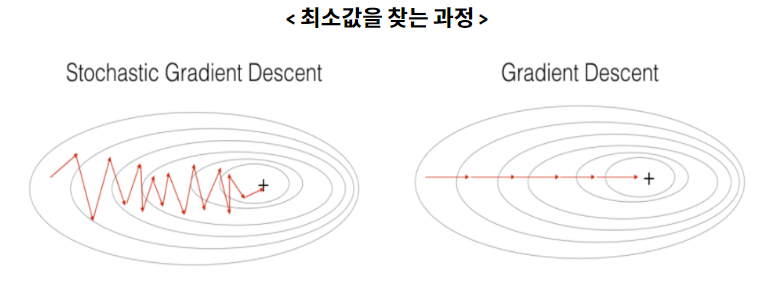 < 최소값을 찾는 과정 >
Stochastic Gradient Descent
Gradient Descent
+
+